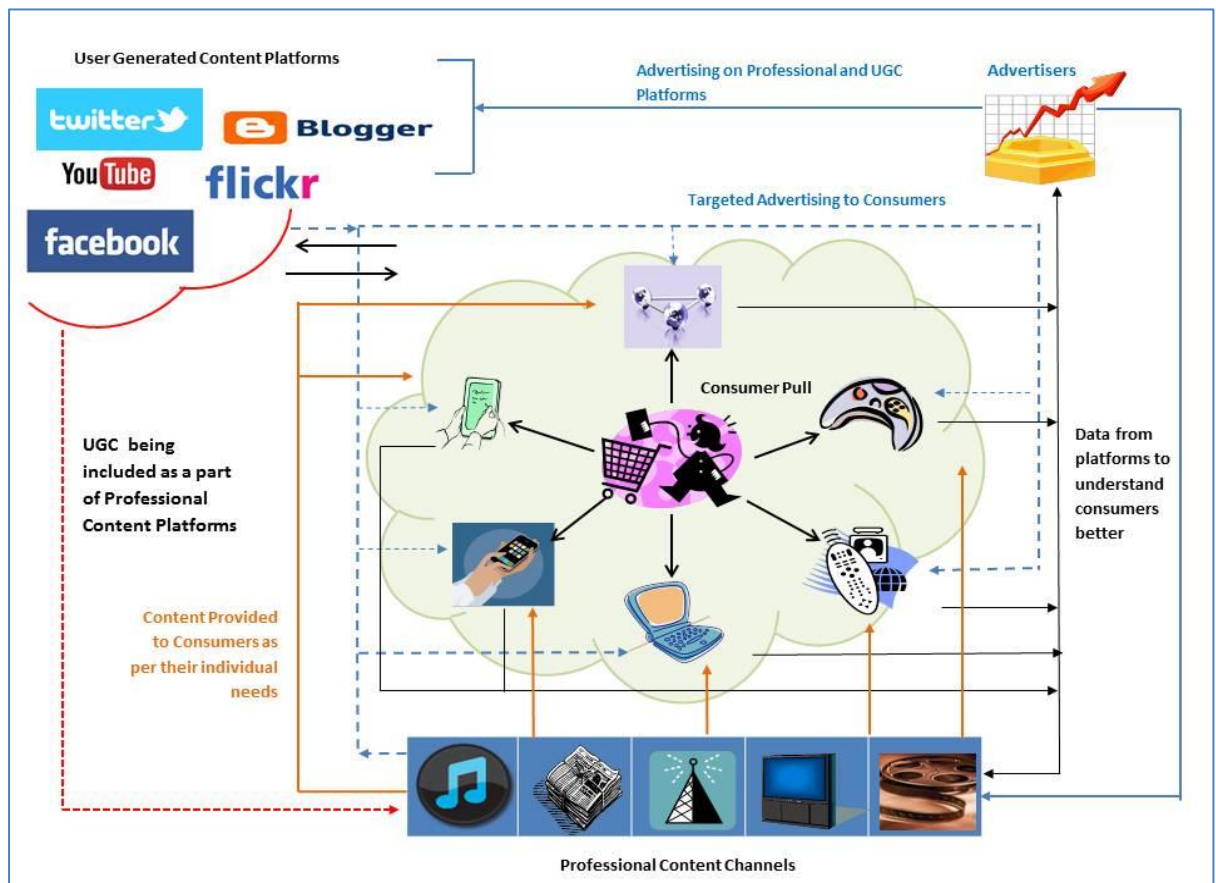 User Generated Content Platforms
Advertising on Professional and UGC
Platforms
Advertisers
twitter
Blogger
YouTube
flickr
facebook
Targeted Advertising to Consumers
Consumer Pull
UGC being
included as a part
of Professional
Content Platforms
Data from
platforms to
understand
consumers
better
Content Provided
to Consumers as
per their individual
needs
Professional Content Channels